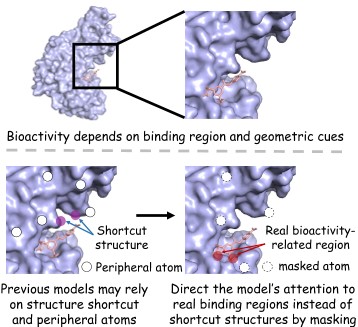 Bioactivity depends on binding region and geometric cues
Shortcut
structure
Peripheral atom
Previous models may rely
on structure shortcut
and peripheral atoms
Real bioactivity-
related region
masked atom
Direct the model's attention to
real binding regions instead of
shortcut structures by masking